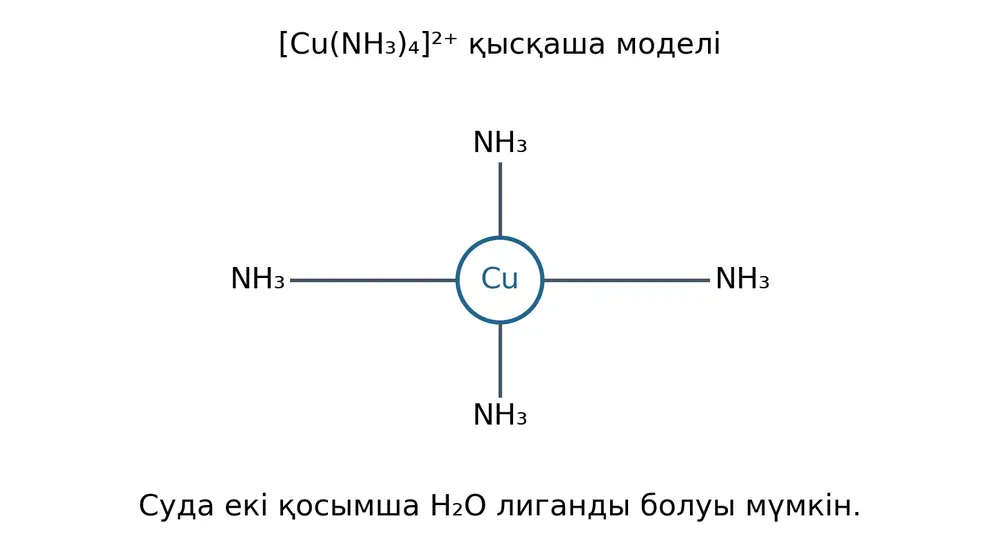 [Cu(NH₃)₄]²⁺ қысқаша моделі
NH₃
NH₃ Cu NH₃
NH₃
Суда екі қосымша H₂O лиганды болуы мүмкін.